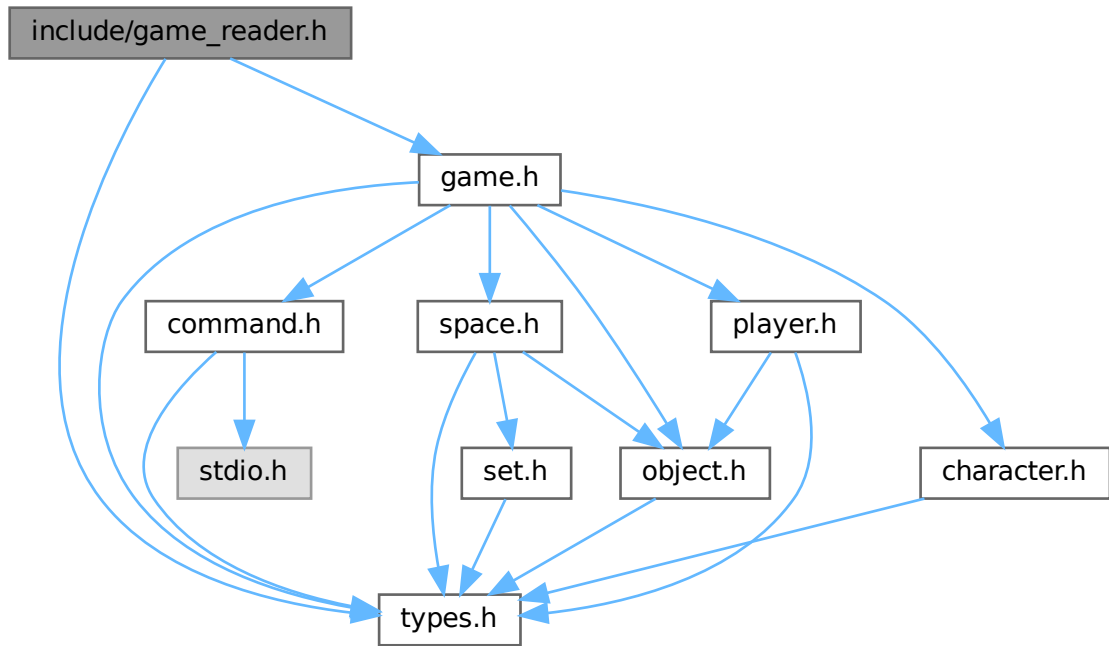 include/game_reader.h
game.h
command.h
space.h
player.h
stdio.h
set.h
object.h
character.h
types.h